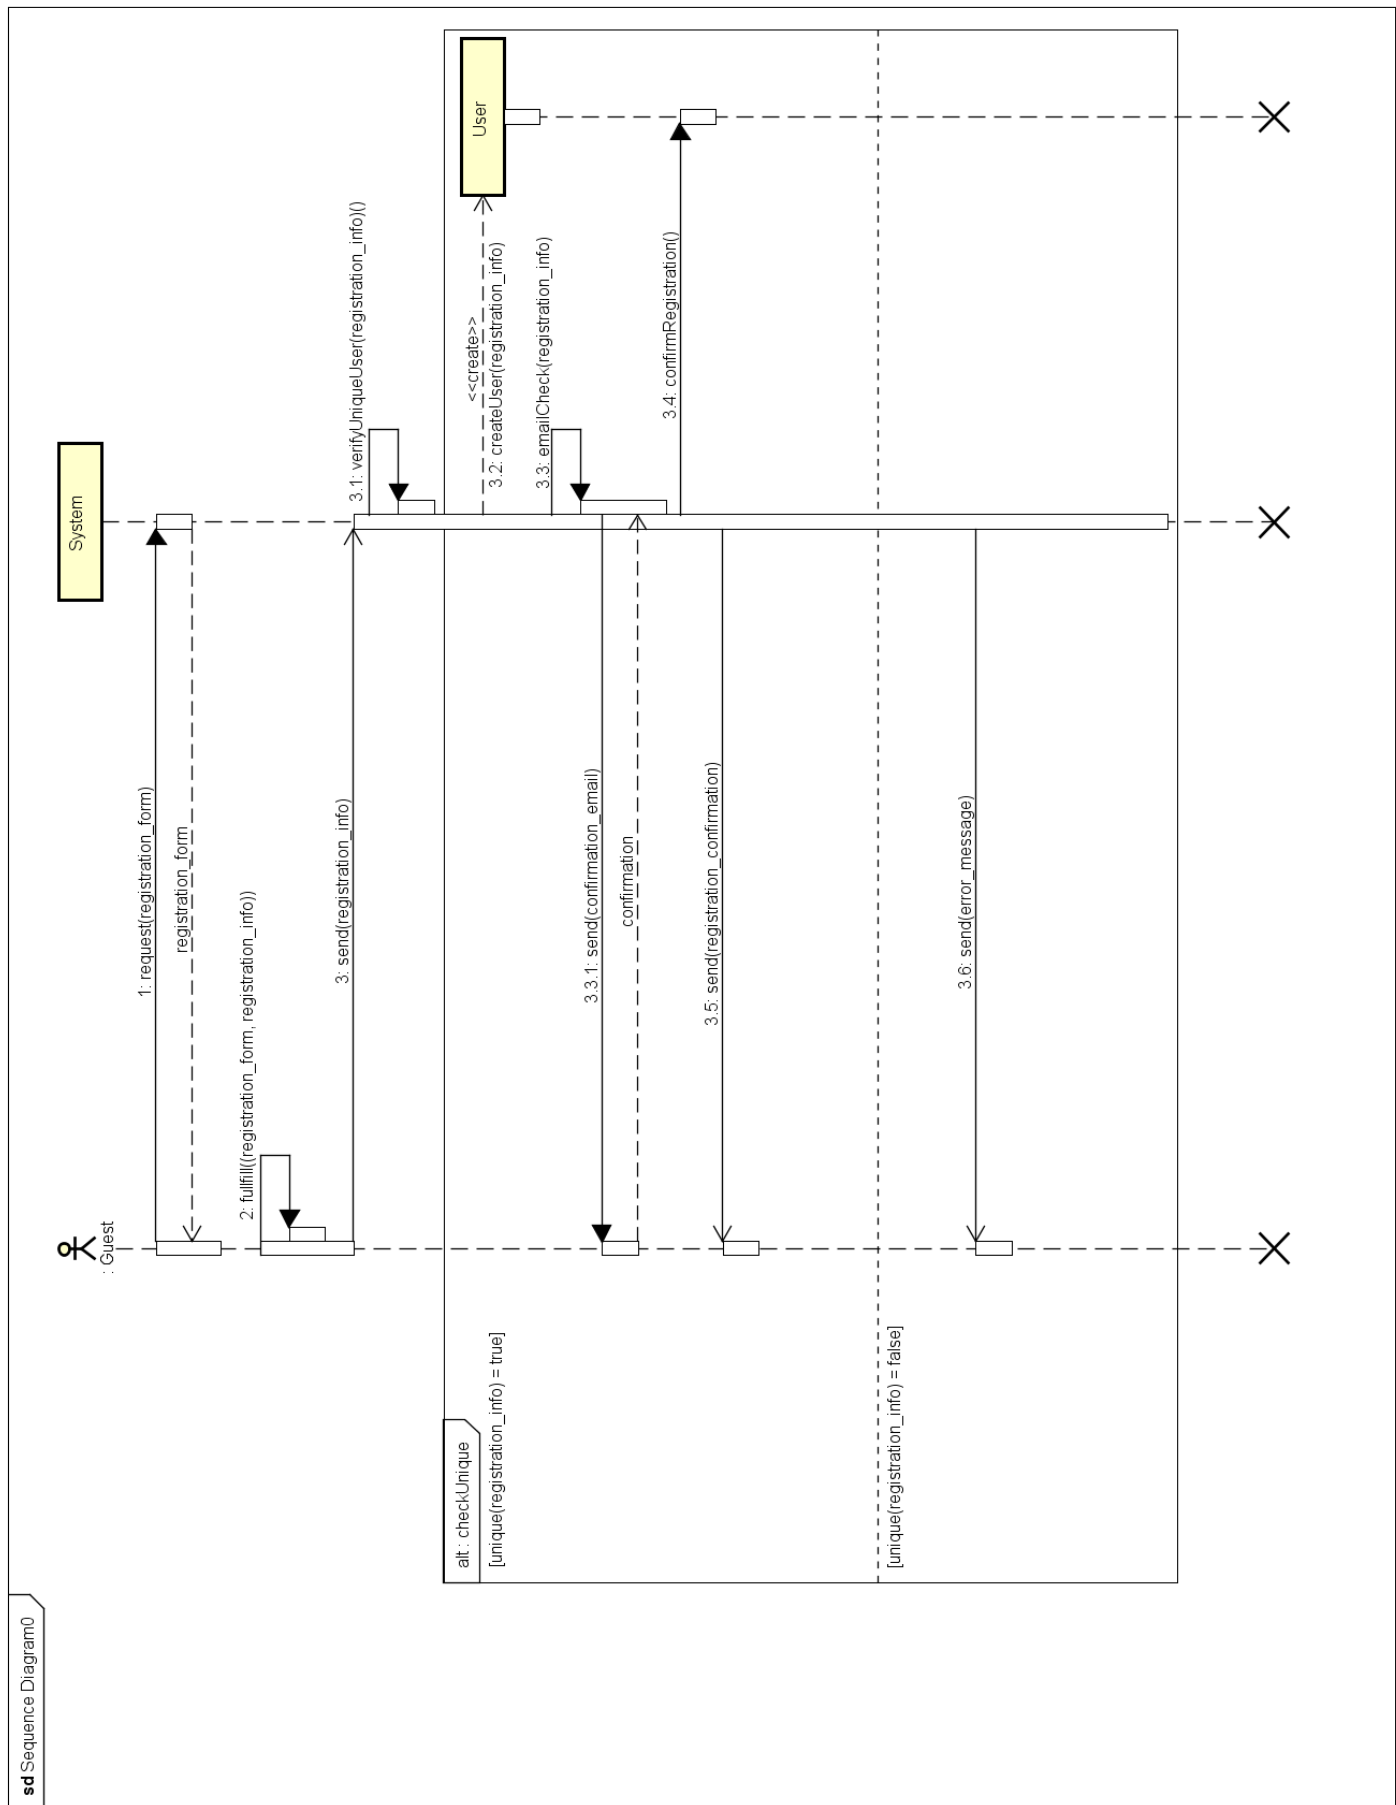 sd Sequence Diagram0
: Guest
System
1: request(registration_form)
registration_form
2: fullfill((registration_form, registration_info))
3: send(registration_info)
3.1: verifyUniqueUser(registration_info)()
alt : checkUnique
[unique(registration_info) = true]
User
<<create>>
3.2: createUser(registration_info)
3.3: emailCheck(registration_info)
3.3.1: send(confirmation_email)
confirmation
3.4: confirmRegistration()
3.5: send(registration_confirmation)
[unique(registration_info) = false]
3.6: send(error_message)